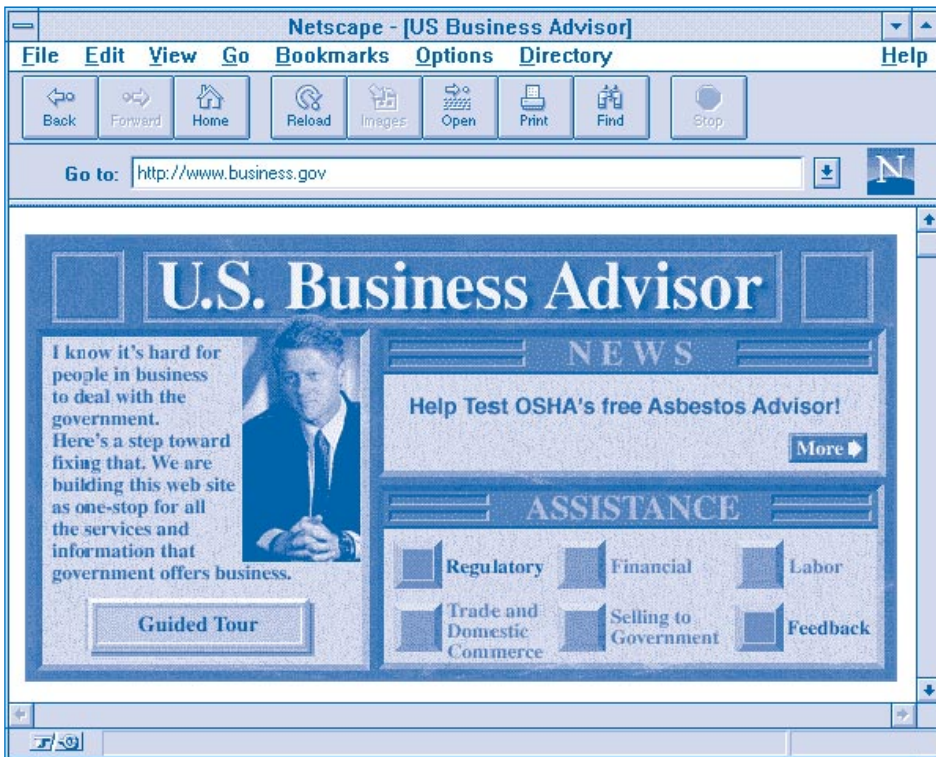 Netscape - [US Business Advisor]
File Edit View Go Bookmarks Options Directory Help
Back Forward Home Reload Images Open Print Find Stop
Go to: http://www.business.gov
N
U.S. Business Advisor
I know it's hard for
people in business
to deal with the
government.
Here's a step toward
fixing that. We are
building this web site
as one-stop for all
the services and
information that
government offers business.
Guided Tour
NEWS
Help Test OSHA's free Asbestos Advisor!
More
ASSISTANCE
Regulatory Financial Labor
Trade and
Domestic
Commerce
Selling to
Government
Feedback